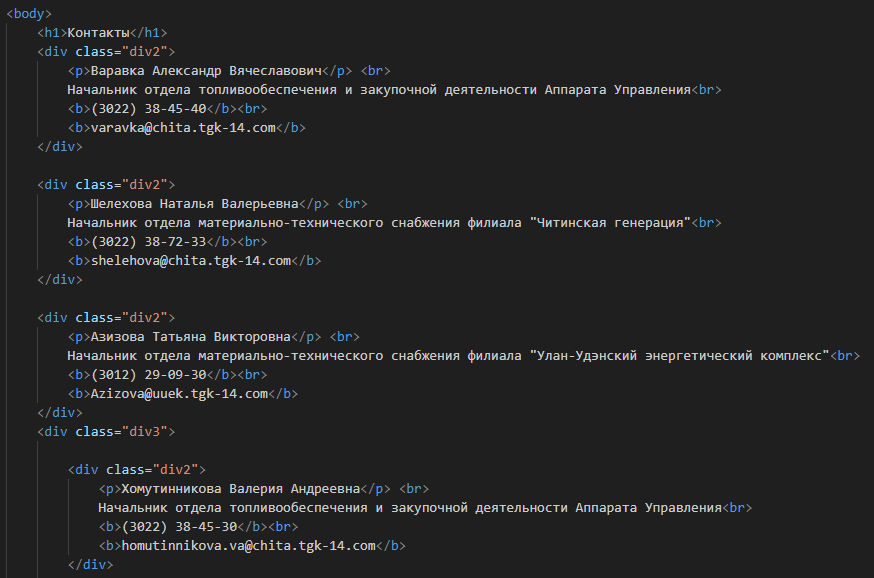 <body>
<h1>Контакты</h1>
<div class="div2">
<p>Варавка Александр Вячеславович</p> <br>
Начальник отдела топливообеспечения и закупочной деятельности Аппарата Управления<br>
<b>(3022) 38-45-40</b><br>
<b>varavka@chita.tgk-14.com</b>
</div>
<div class="div2">
<p>Шелехова Наталья Валерьевна</p> <br>
Начальник отдела материально-технического снабжения филиала "Читинская генерация"<br>
<b>(3022) 38-72-33</b><br>
<b>shelehova@chita.tgk-14.com</b>
</div>
<div class="div2">
<p>Азизова Татьяна Викторовна</p> <br>
Начальник отдела материально-технического снабжения филиала "Улан-Удэнский энергетический комплекс"<br>
<b>(3012) 29-09-30</b><br>
<b>Azizova@uuek.tgk-14.com</b>
</div>
<div class="div3">
<div class="div2">
<p>Хомутинникова Валерия Андреевна</p> <br>
Начальник отдела топливообеспечения и закупочной деятельности Аппарата Управления<br>
<b>(3022) 38-45-30</b><br>
<b>homutinnikova.va@chita.tgk-14.com</b>
</div>